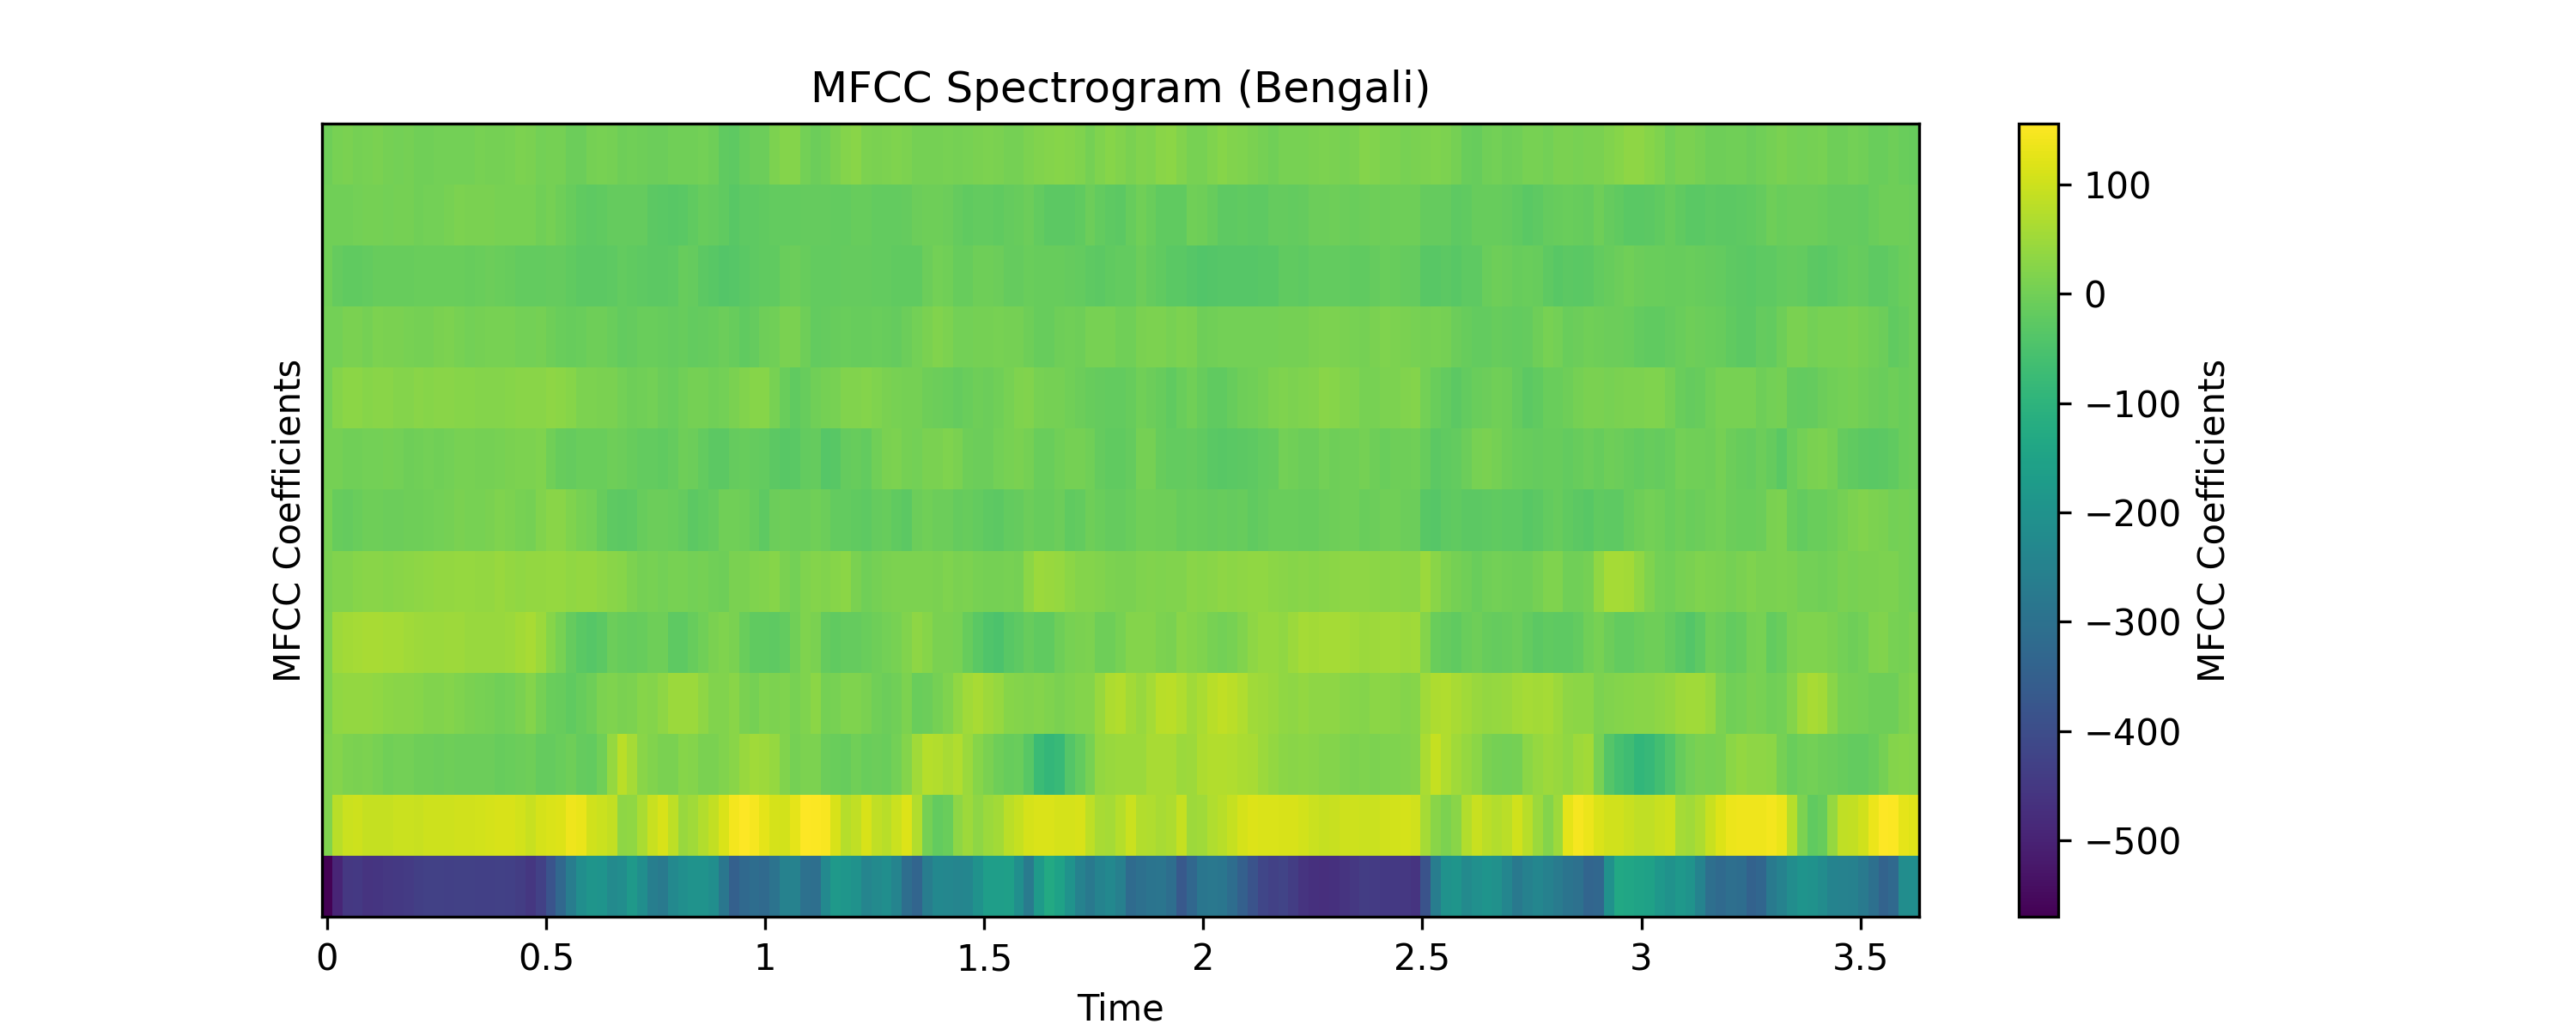 MFCC Spectrogram (Bengali)
MFCC Coefficients
0 0.5 1 1.5 2 2.5 3 3.5
Time
100
0
−100
−200
−300
−400
−500
MFCC Coefficients